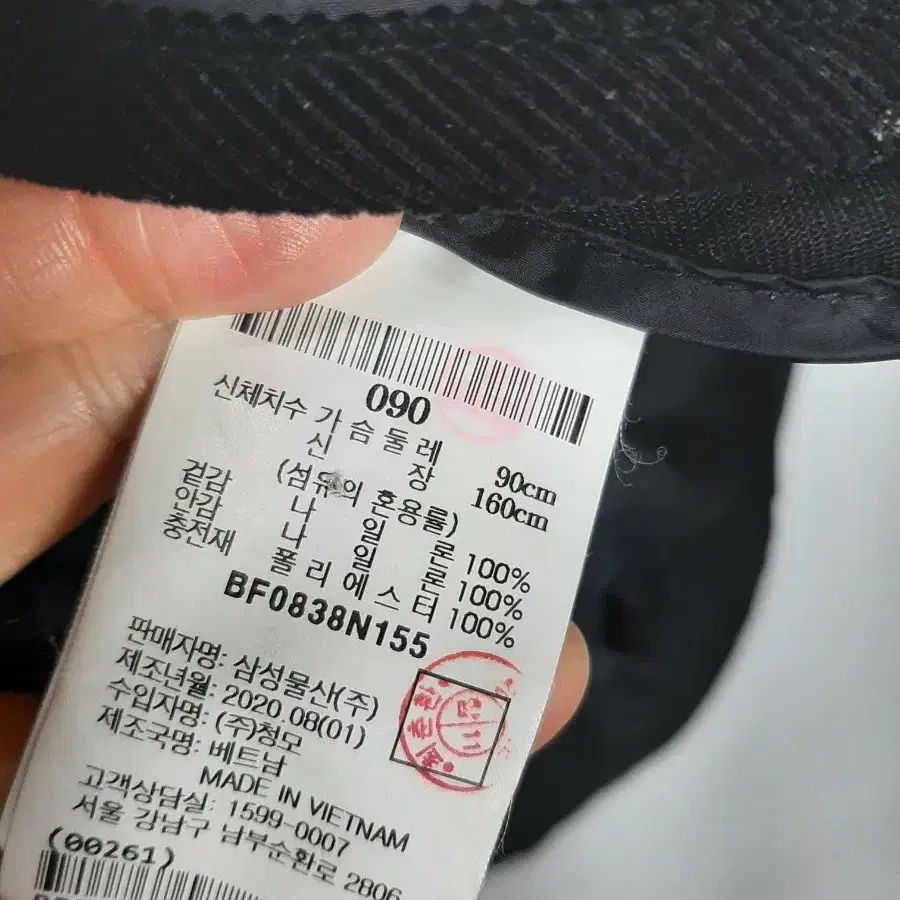 090
신체치수 가슴둘레 90cm
신장 160cm
(섬유의 혼용률)
겉감 나일론 100%
안감 나일론 100%
충전재 폴리에스터 100%
BF0838N155
판매자명: 삼성물산(주)
제조년월: 2020.08(01)
수입자명: (주)청모
제조국명: 베트남
MADE IN VIETNAM
고객상담실: 1599-0007
서울 강남구 남부순환로 2806
(00261)